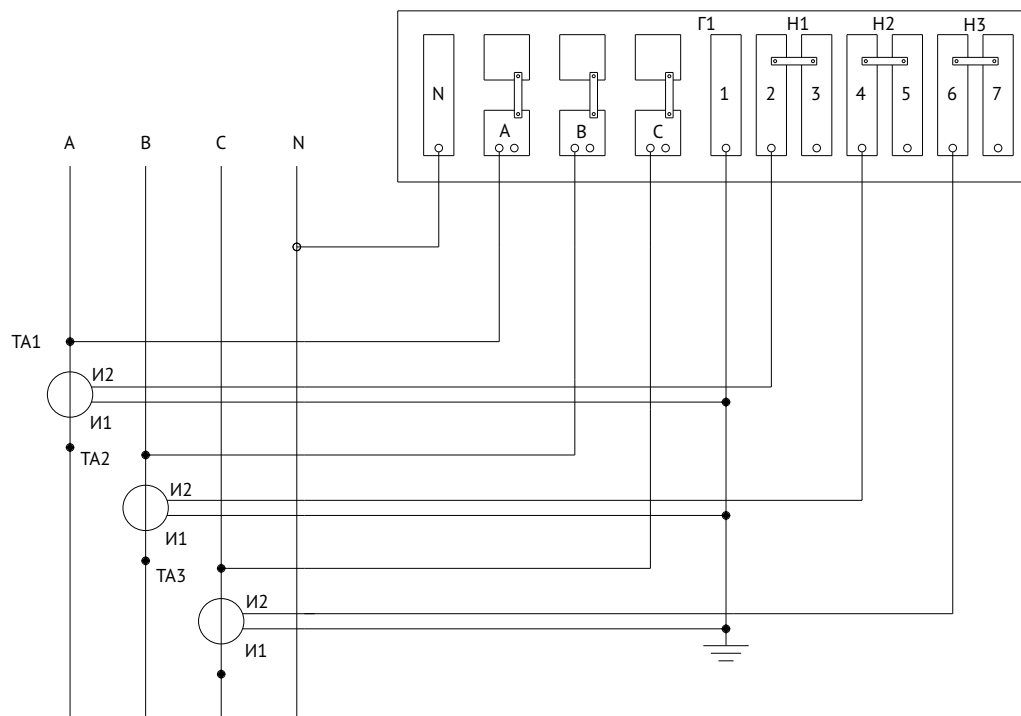 Г1 Н1 Н2 Н3
N А В С 1 2 3 4 5 6 7
А В С N
ТА1
И2
И1
ТА2
И2
И1
ТА3
И2
И1